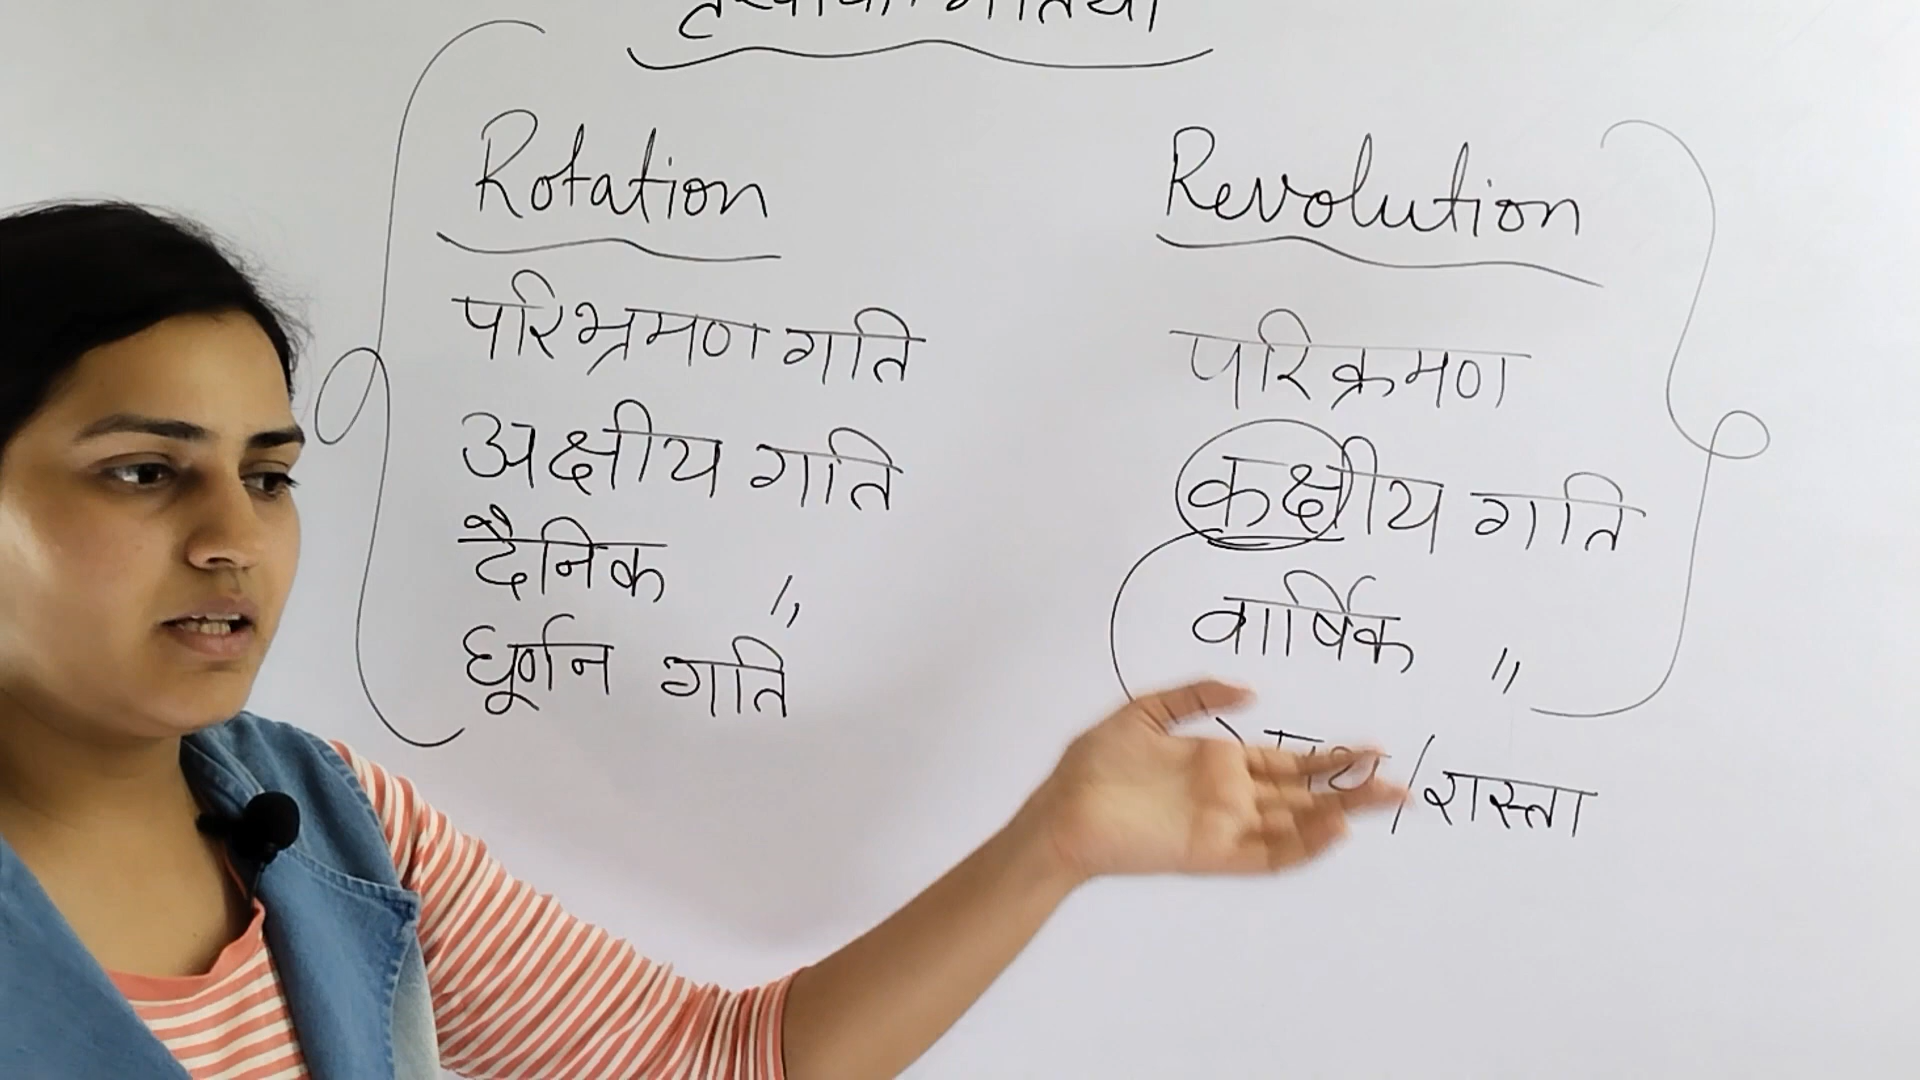 Rotation
परिभ्रमण गति
अक्षीय गति
दैनिक "
घूर्णन गति
Revolution
परिक्रमण
कक्षीय गति
वार्षिक "
/रास्ता